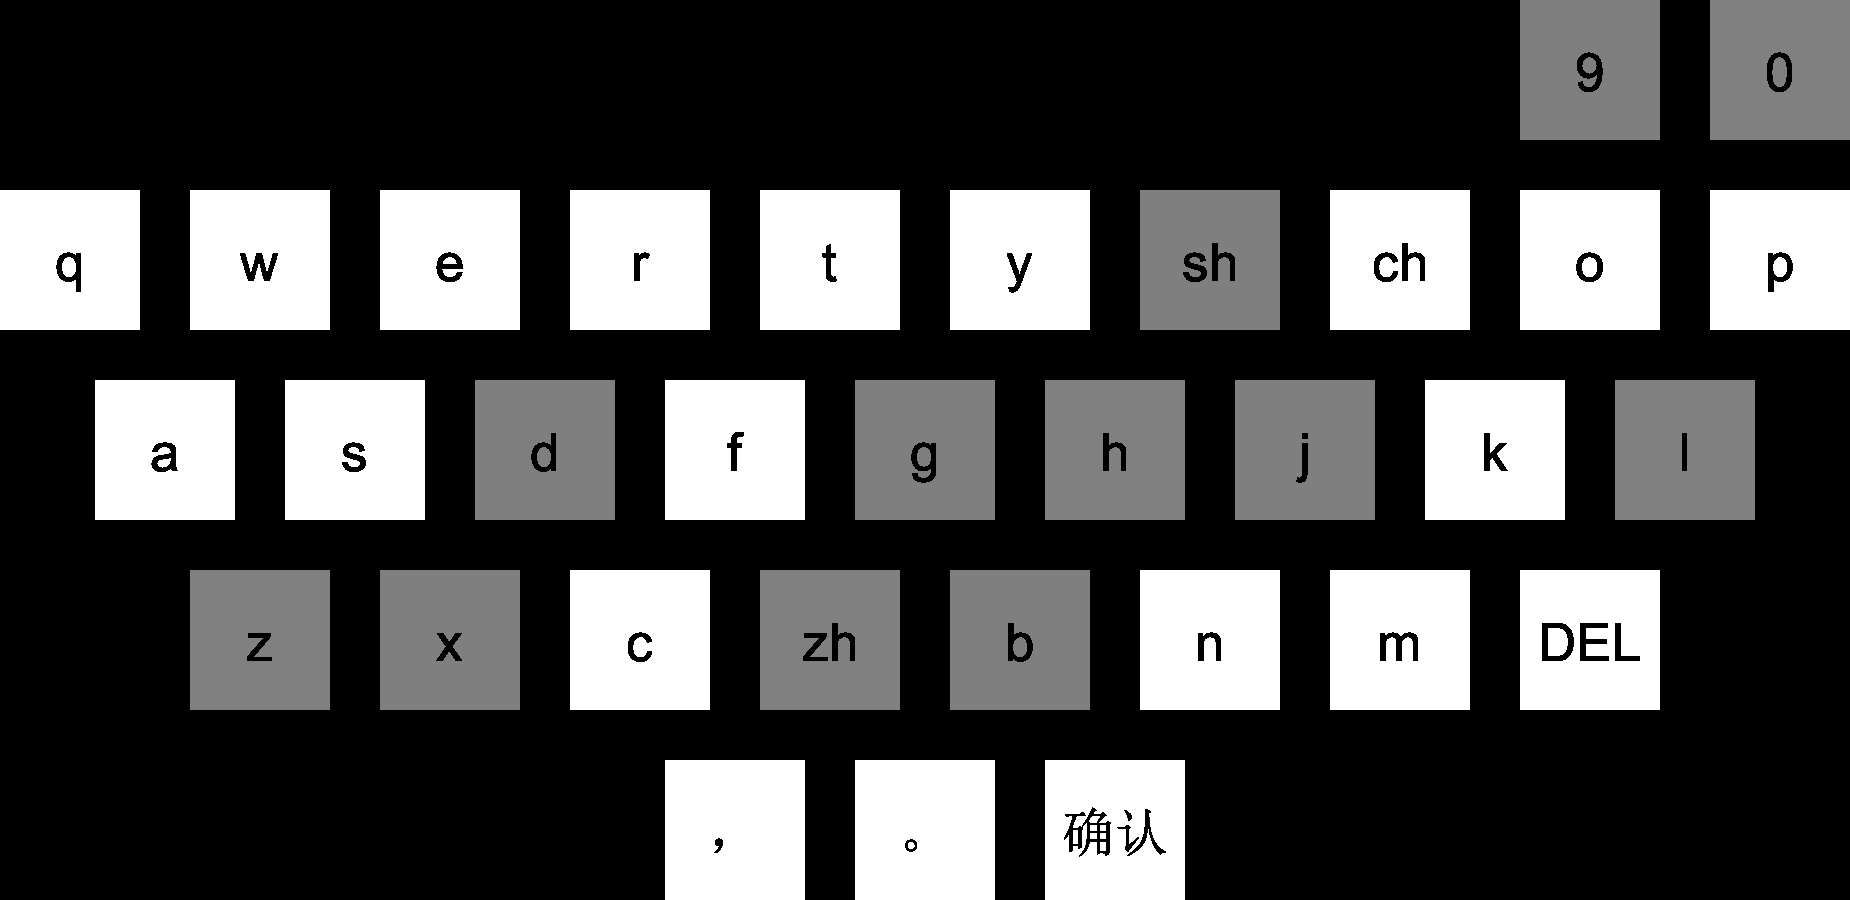 9 0
q w e r t y sh ch o p
a s d f g h j k l
z x c zh b n m DEL
， 。 确认